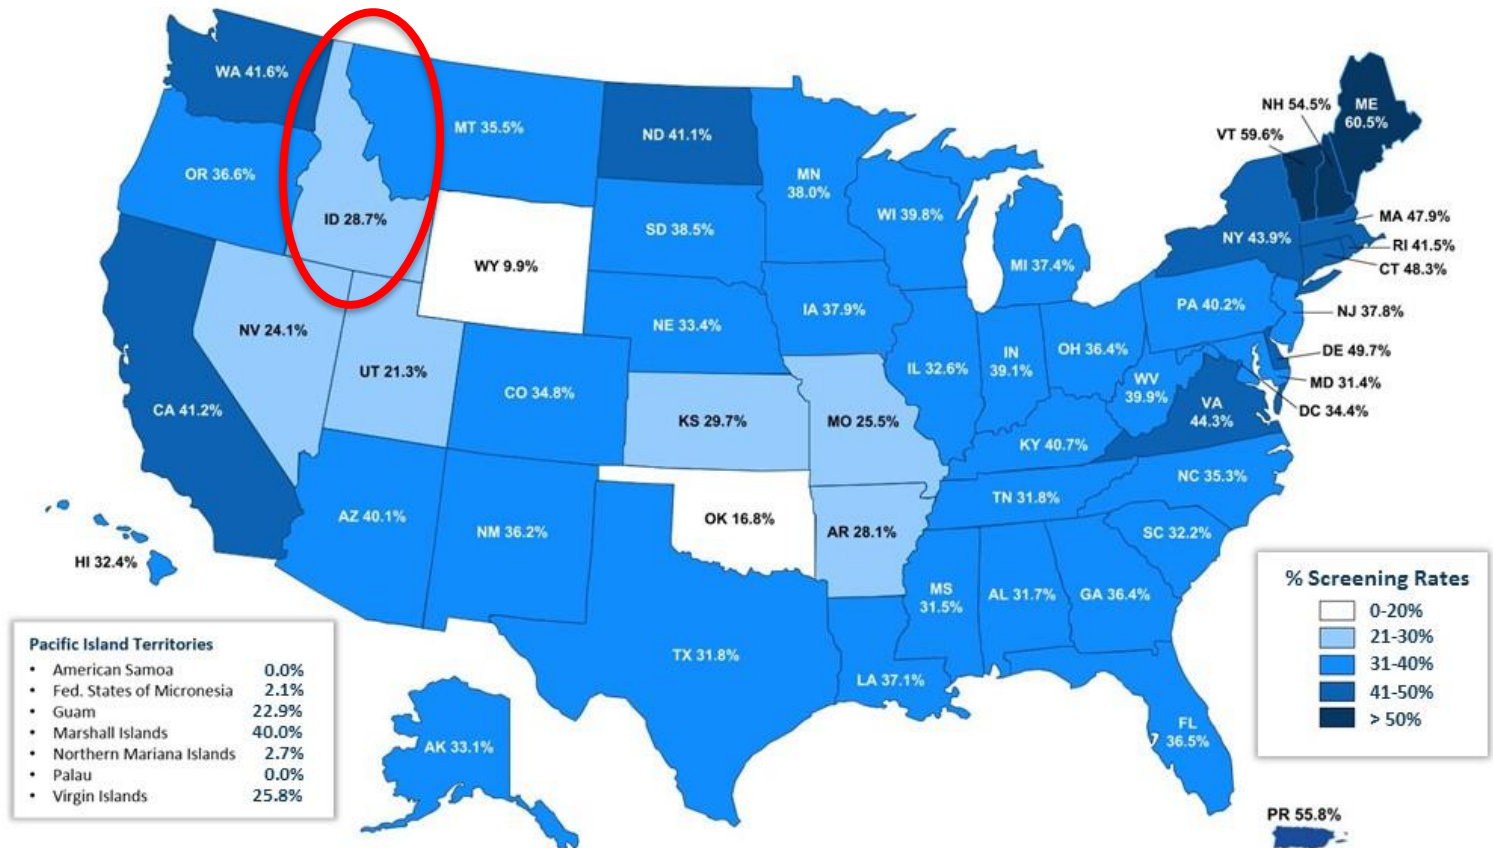 WA 41.6%
OR 36.6%
ID 28.7%
MT 35.5%
ND 41.1%
MN
38.0%
WI 39.8%
MI 37.4%
SD 38.5%
WY 9.9%
NE 33.4%
IA 37.9%
NV 24.1%
UT 21.3%
CO 34.8%
CA 41.2%
KS 29.7%
MO 25.5%
IL 32.6%
IN
39.1%
OH 36.4%
WV
39.9%
VA
44.3%
KY 40.7%
NC 35.3%
TN 31.8%
SC 32.2%
AZ 40.1%
NM 36.2%
OK 16.8%
AR 28.1%
MS
31.5%
AL 31.7%
GA 36.4%
TX 31.8%
LA 37.1%
FL
36.5%
AK 33.1%
HI 32.4%
PR 55.8%
NH 54.5%
VT 59.6%
ME
60.5%
NY 43.9%
MA 47.9%
RI 41.5%
CT 48.3%
PA 40.2%
NJ 37.8%
DE 49.7%
MD 31.4%
DC 34.4%
% Screening Rates
0-20%
21-30%
31-40%
41-50%
> 50%
Pacific Island Territories
• American Samoa 0.0%
• Fed. States of Micronesia 2.1%
• Guam 22.9%
• Marshall Islands 40.0%
• Northern Mariana Islands 2.7%
• Palau 0.0%
• Virgin Islands 25.8%